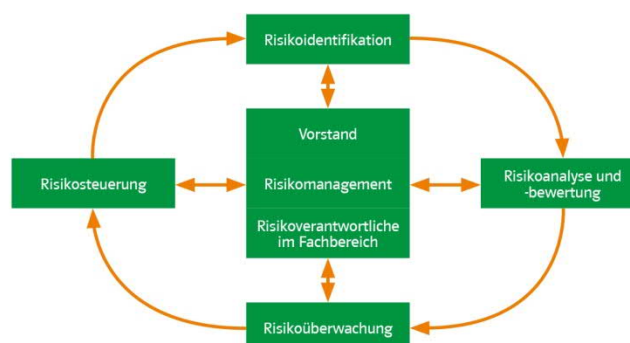 Risikoidentifikation
Vorstand
Risikosteuerung
Risikomanagement
Risikoanalyse und
-bewertung
Risikoverantwortliche
im Fachbereich
Risikoüberwachung